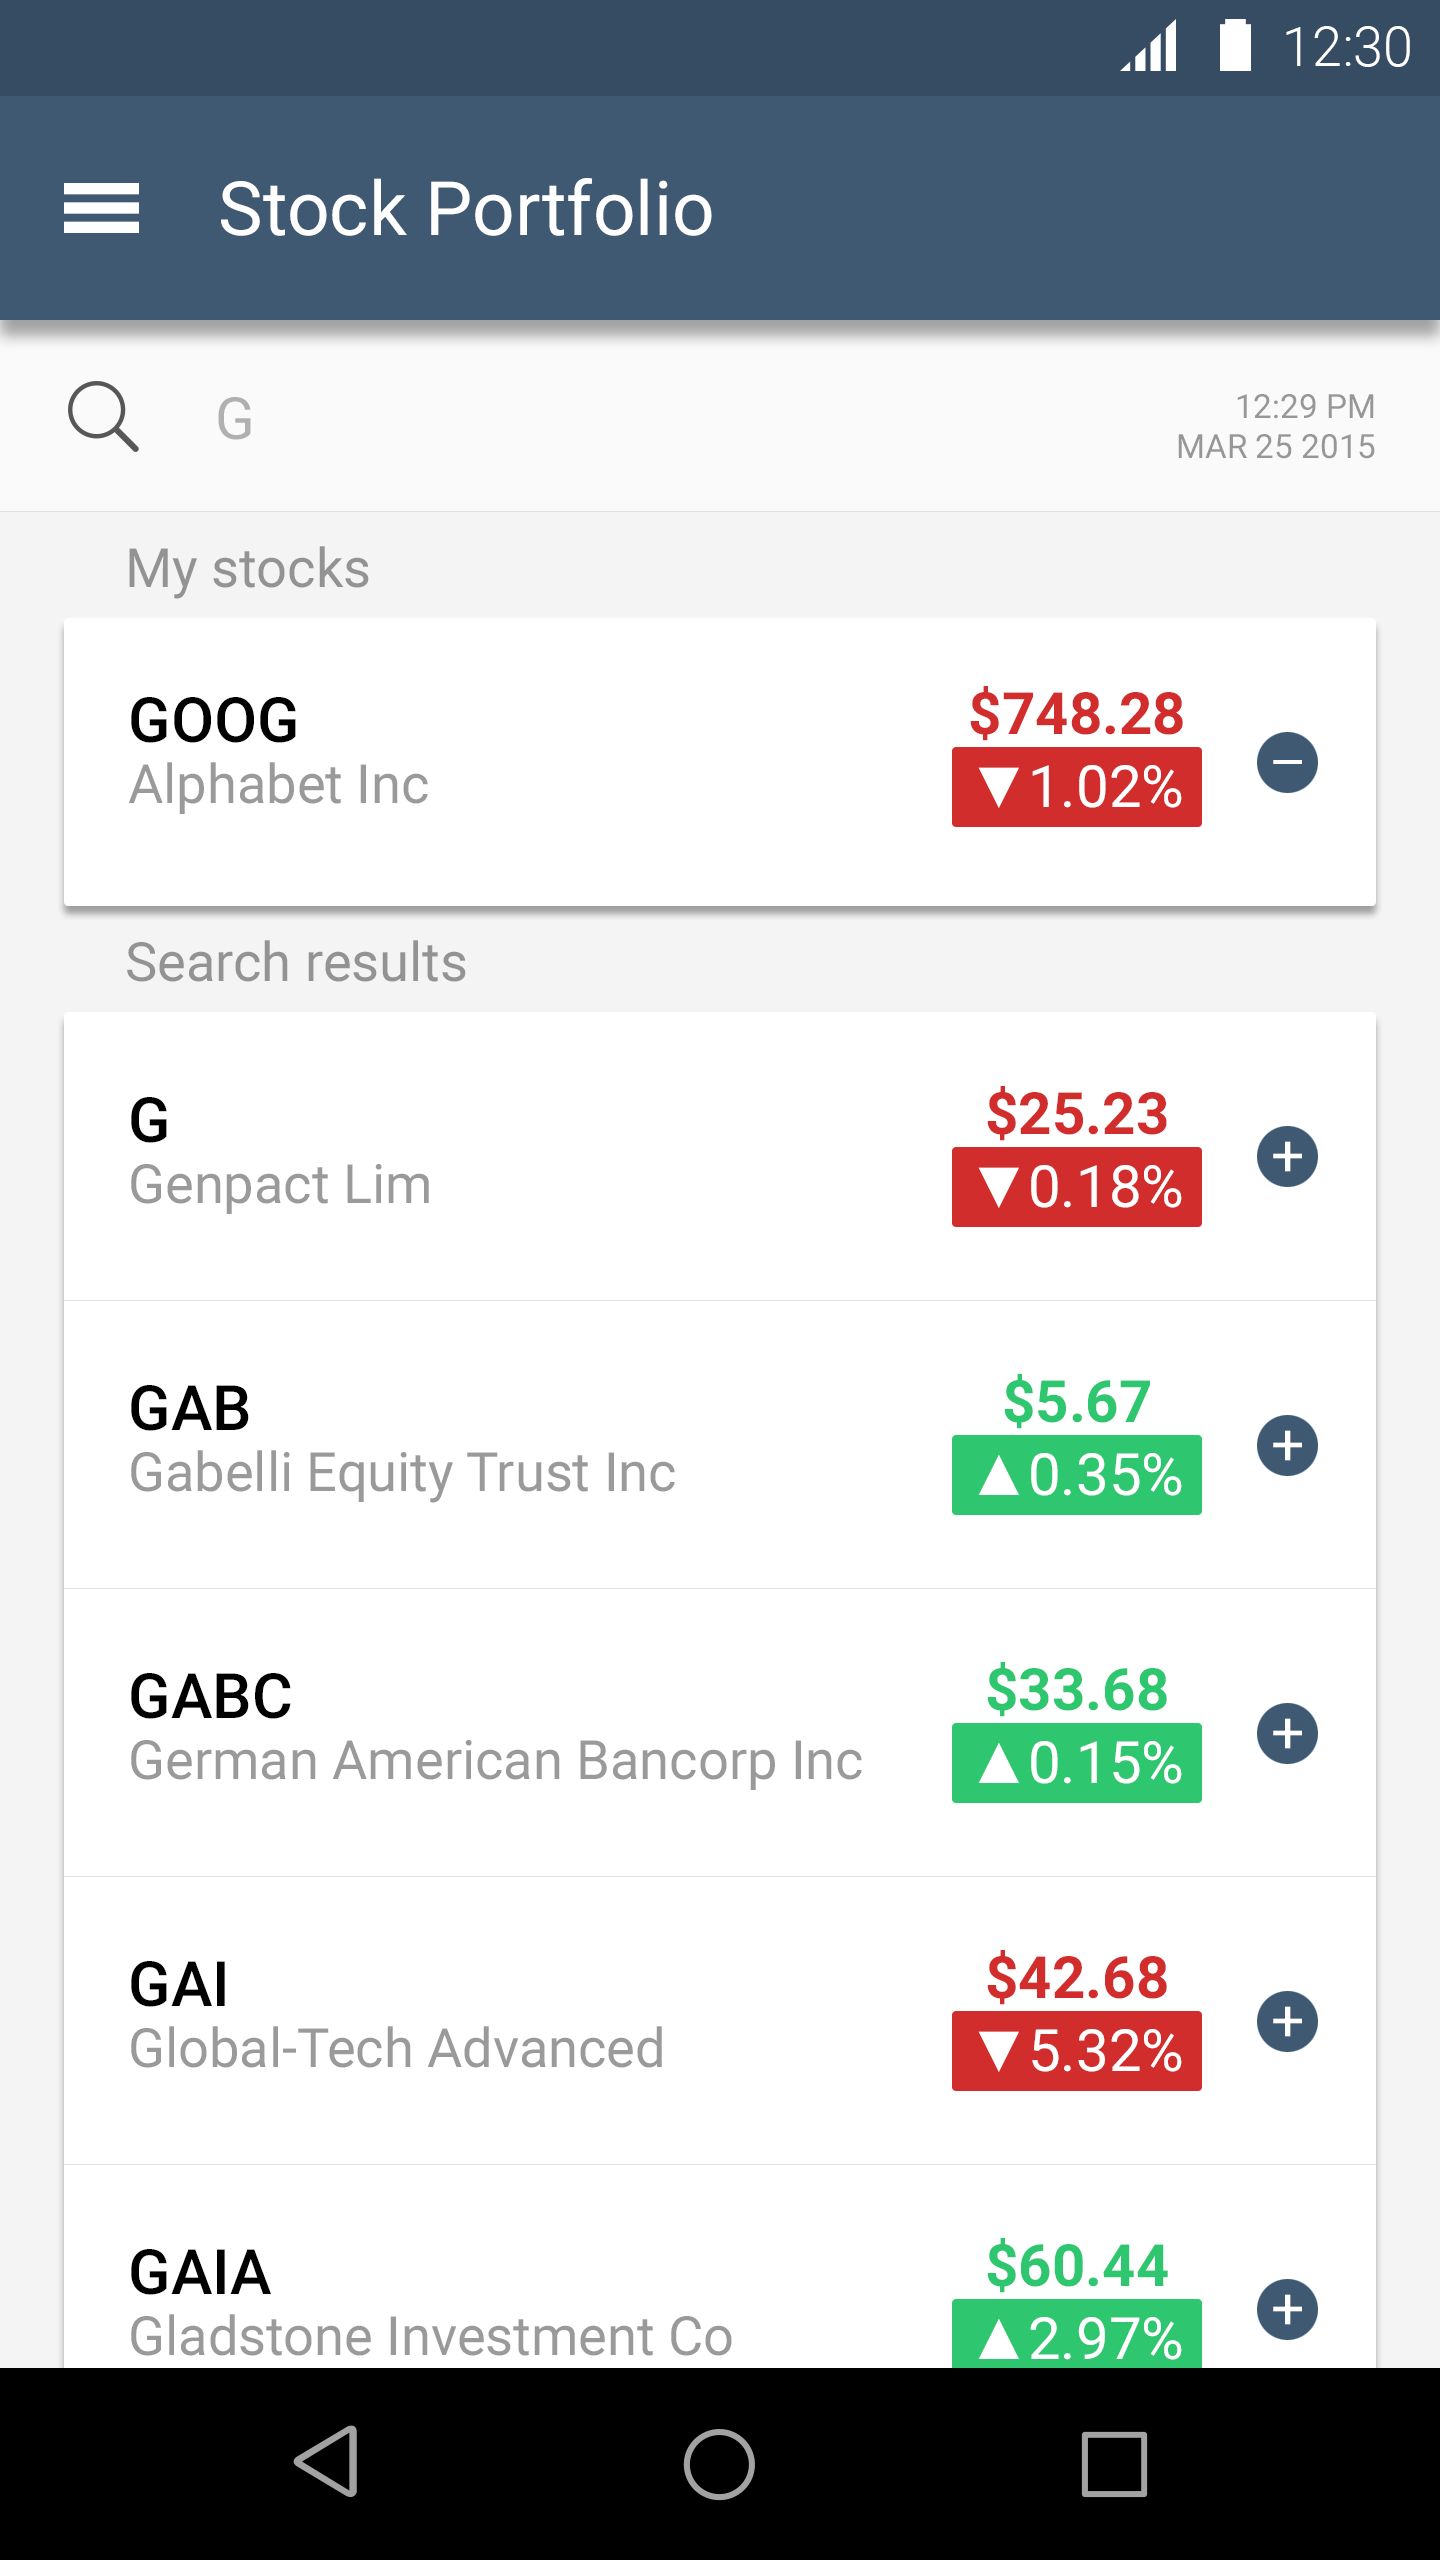 12:30
Stock Portfolio
G
12:29 PM
MAR 25 2015
My stocks
GOOG
Alphabet Inc
$748.28
▼1.02%
Search results
G
Genpact Lim
$25.23
▼0.18%
GAB
Gabelli Equity Trust Inc
$5.67
▲0.35%
GABC
German American Bancorp Inc
$33.68
▲0.15%
GAI
Global-Tech Advanced
$42.68
▼5.32%
GAIA
Gladstone Investment Co
$60.44
▲2.97%